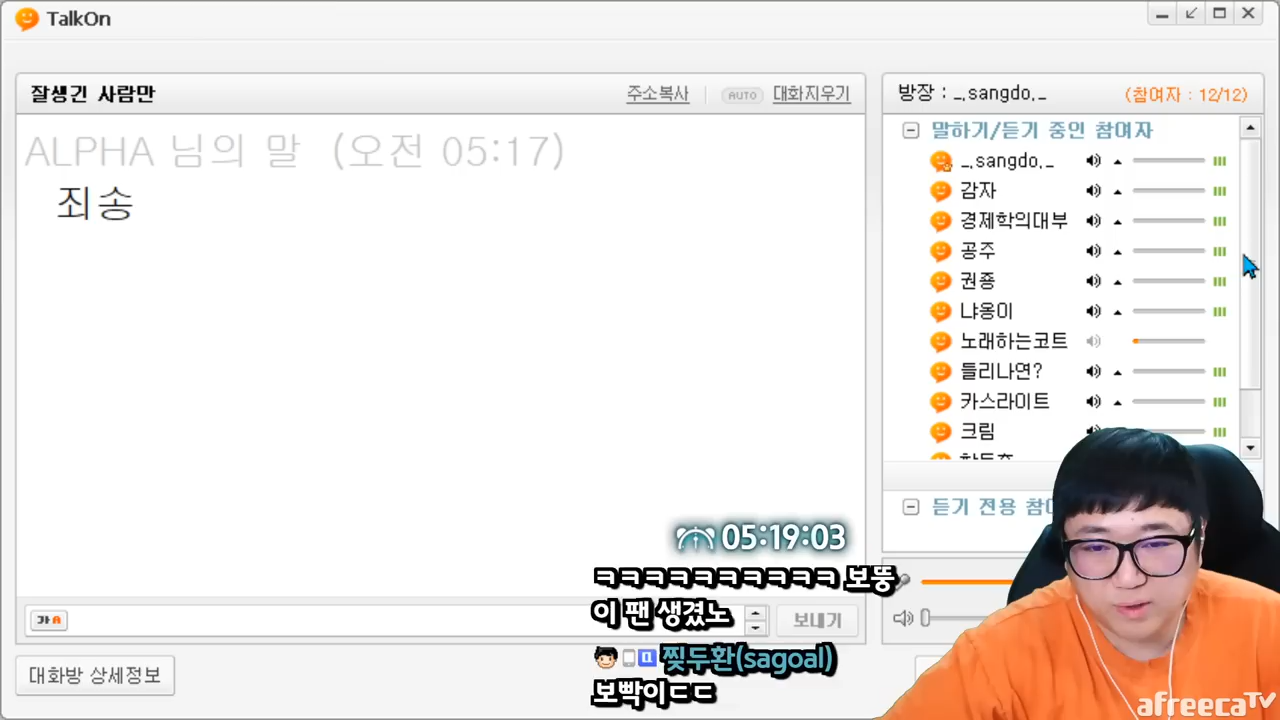 TalkOn
잘생긴 사람만
주소복사
AUTO
대화지우기
ALPHA 님의 말 (오전 05:17)
죄송
방장 : _.sangdo._
(참여자 : 12/12)
말하기/듣기 중인 참여자
_.sangdo._
감자
경제학의대부
공주
권죵
냐옹이
노래하는코트
들리나연?
카스라이트
크림
듣기 전용 참
05:19:03
ㅋㅋㅋㅋㅋㅋㅋㅋㅋㅋ 보뚱
이 팬 생겼노
찢두환(sagoal)
보빡이ㄷㄷ
가A
보내기
대화방 상세정보
afreecaTV